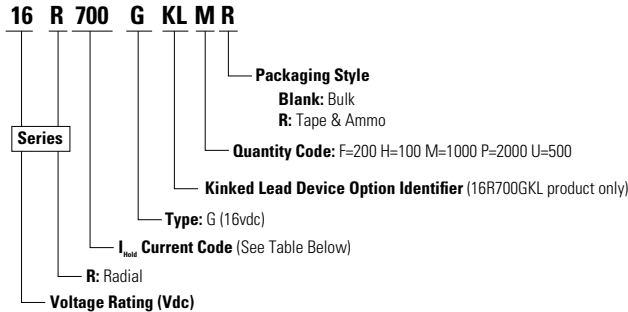 16 R 700 G KL M R
Packaging Style
Blank: Bulk
R: Tape & Ammo
Series
Quantity Code: F=200 H=100 M=1000 P=2000 U=500
Kinked Lead Device Option Identifier (16R700GKL product only)
Type: G (16vdc)
IHold Current Code (See Table Below)
R: Radial
Voltage Rating (Vdc)